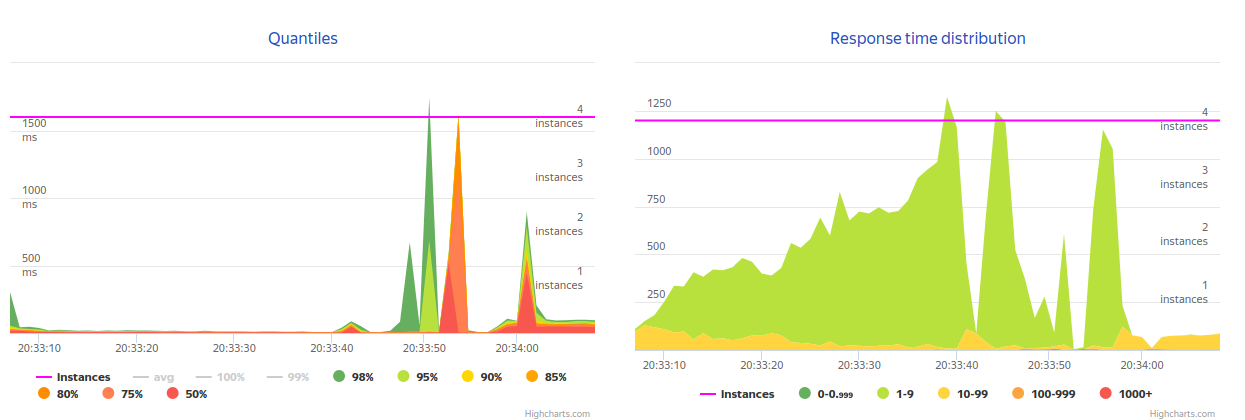 Quantiles
1500
ms
1000
ms
500
ms
4
instances
3
instances
2
instances
1
instances
20:33:10 20:33:20 20:33:30 20:33:40 20:33:50 20:34:00
Instances avg 100% 99% 98% 95% 90% 85%
80% 75% 50%
Highcharts.com
Response time distribution
1250
1000
750
500
250
4
instances
3
instances
2
instances
1
instances
20:33:10 20:33:20 20:33:30 20:33:40 20:33:50 20:34:00
Instances 0-0.999 1-9 10-99 100-999 1000+
Highcharts.com